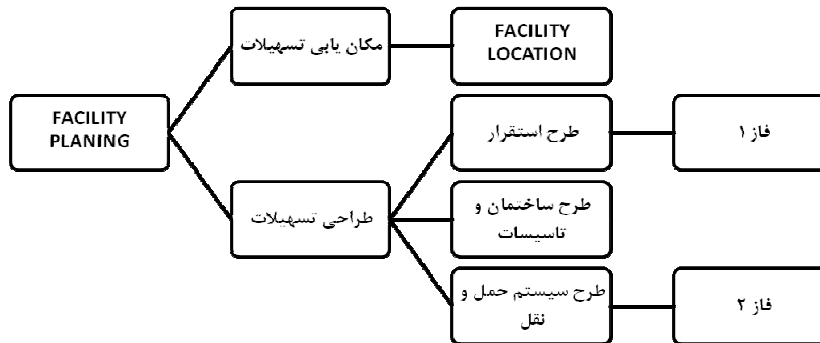 FACILITY
PLANING
مکان یابی تسهیلات
FACILITY
LOCATION
طراحی تسهیلات
طرح استقرار
فاز ۱
طرح ساختمان و
تاسیسات
طرح سیستم حمل و
نقل
فاز ۲